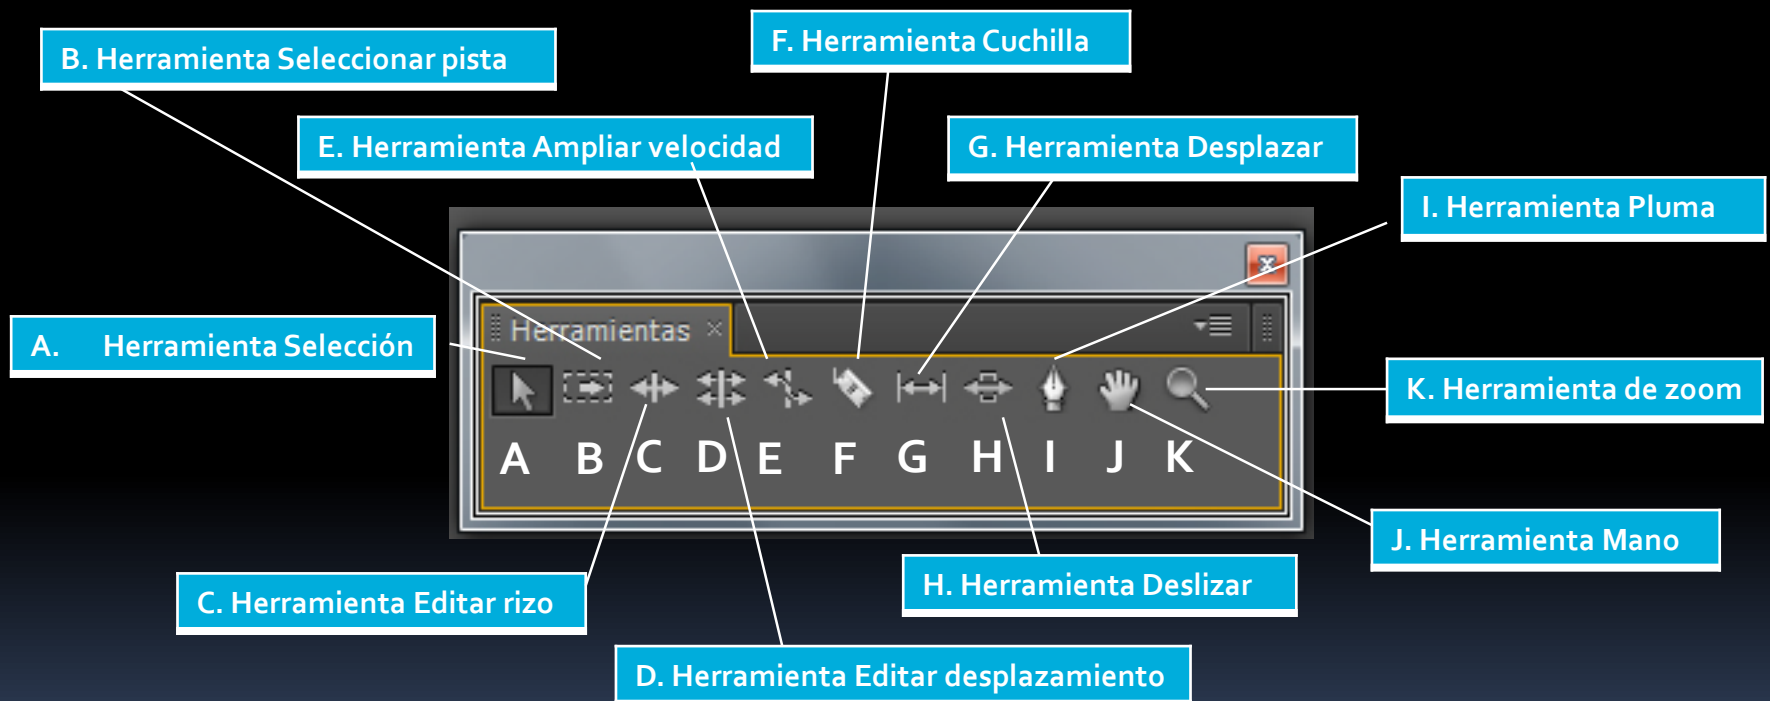 B. Herramienta Seleccionar pista
F. Herramienta Cuchilla
E. Herramienta Ampliar velocidad
G. Herramienta Desplazar
I. Herramienta Pluma
A. Herramienta Selección
Herramientas
K. Herramienta de zoom
A B C D E F G H I J K
J. Herramienta Mano
C. Herramienta Editar rizo
H. Herramienta Deslizar
D. Herramienta Editar desplazamiento